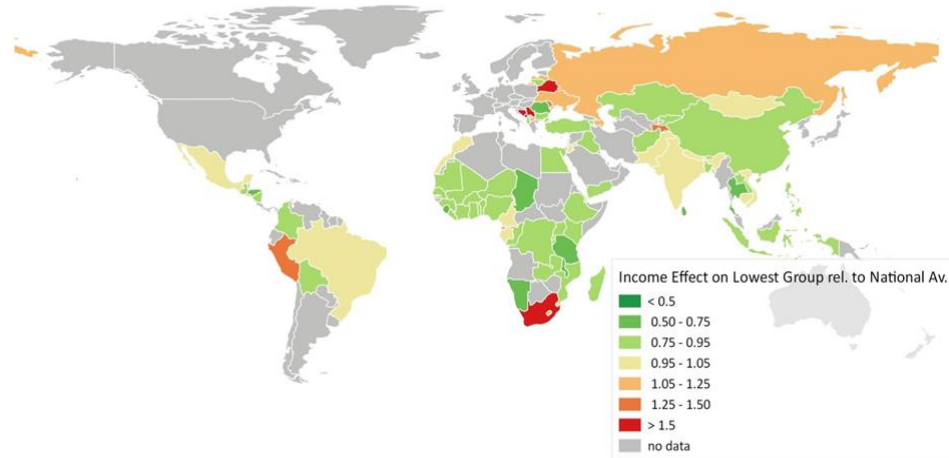 Income Effect on Lowest Group rel. to National Av.
< 0.5
0.50 - 0.75
0.75 - 0.95
0.95 - 1.05
1.05 - 1.25
1.25 - 1.50
> 1.5
no data